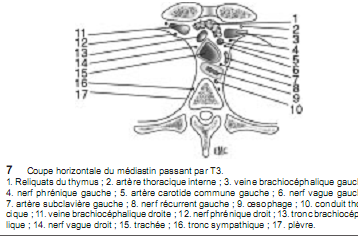 11
12
13
14
15
16
17
1
2
3
4
5
6
7
8
9
10
EMC
7 Coupe horizontale du médiastin passant par T3.
1. Reliquats du thymus ; 2. artère thoracique interne ; 3. veine brachiocéphalique gauc
4. nerf phrénique gauche ; 5. artère carotide commune gauche ; 6. nerf vague gauch
7. artère subclavière gauche ; 8. nerf récurrent gauche ; 9. œsophage ; 10. conduit tho
cique ; 11. veine brachiocéphalique droite ; 12. nerf phrénique droit ; 13. tronc brachiocép
lique ; 14. nerf vague droit ; 15. trachée ; 16. tronc sympathique ; 17. plèvre.